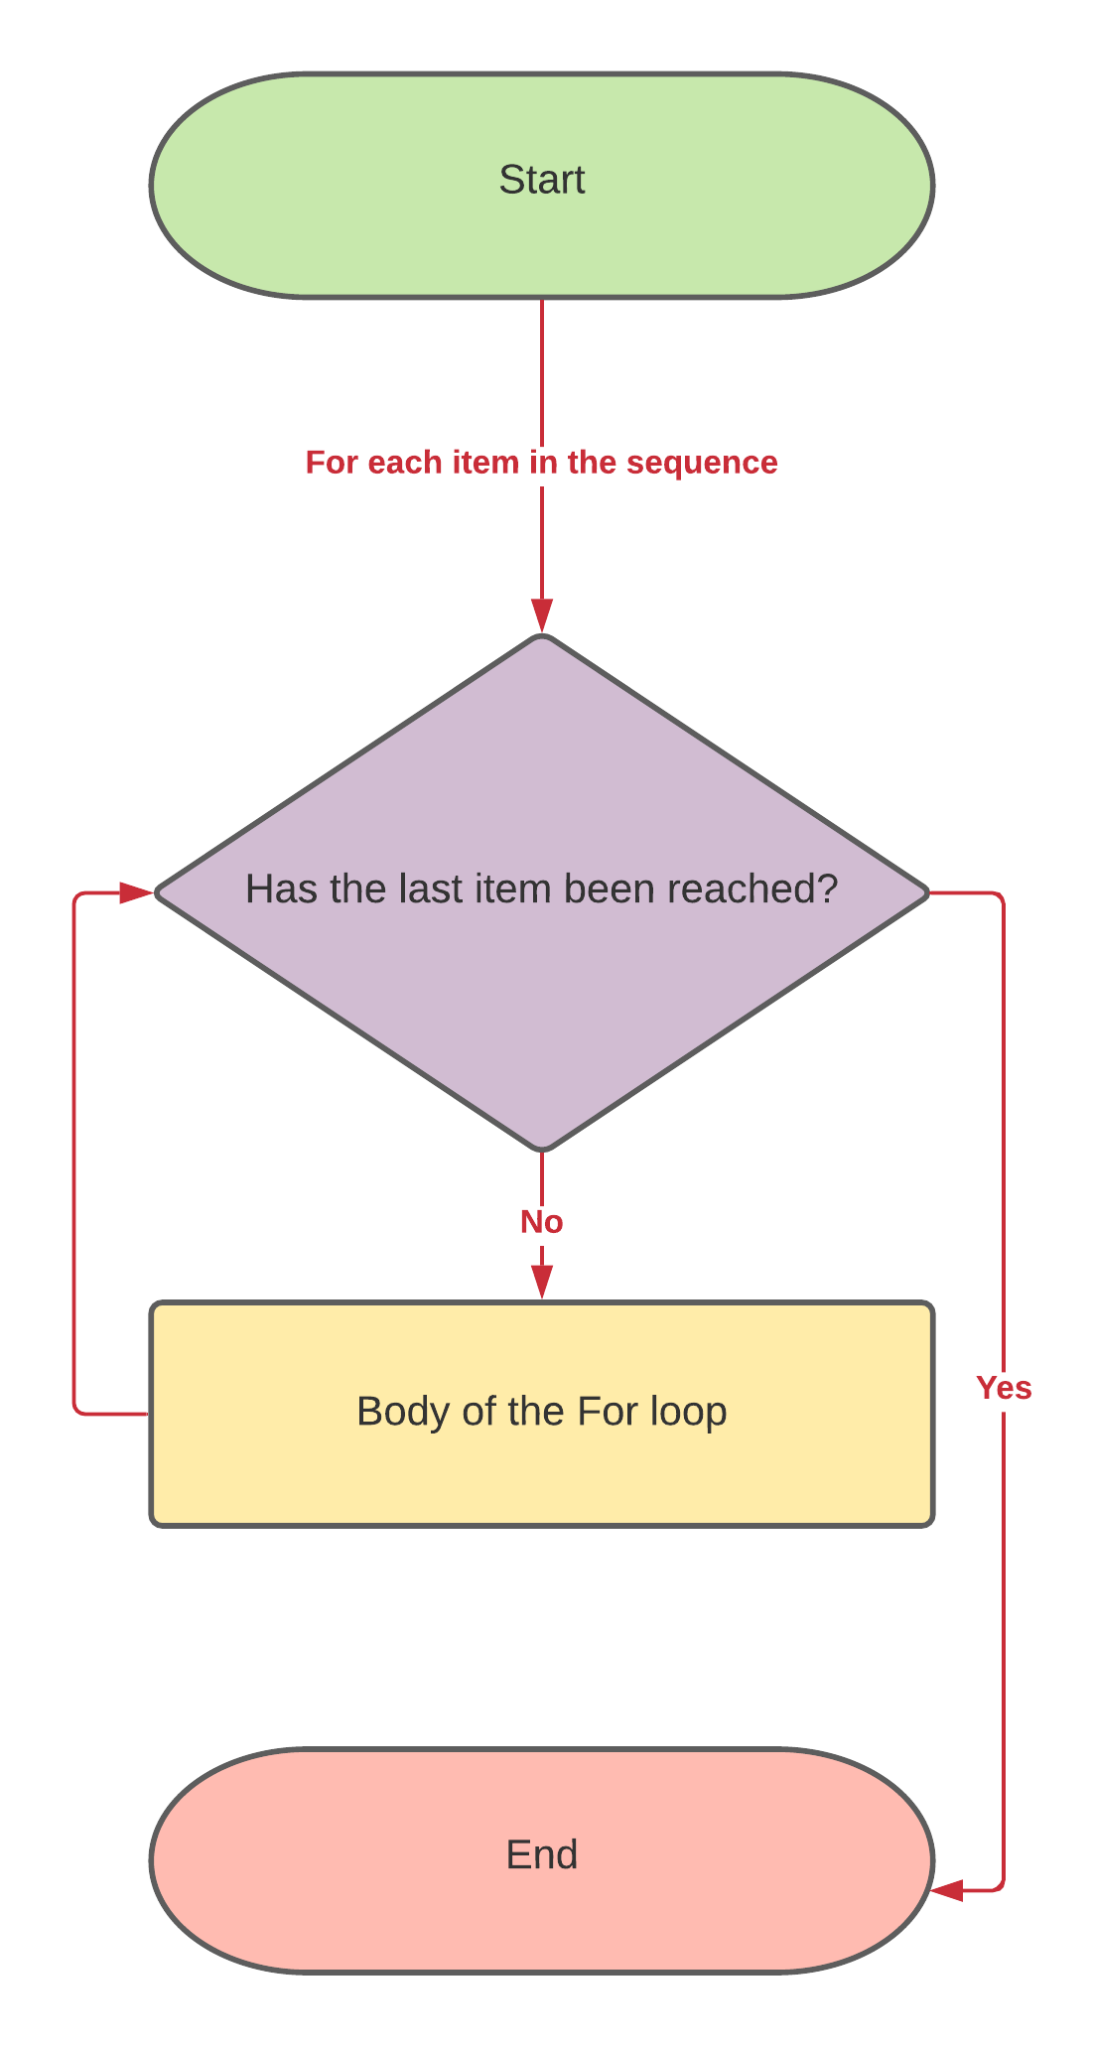 Start
For each item in the sequence
Has the last item been reached?
No
Body of the For loop
Yes
End